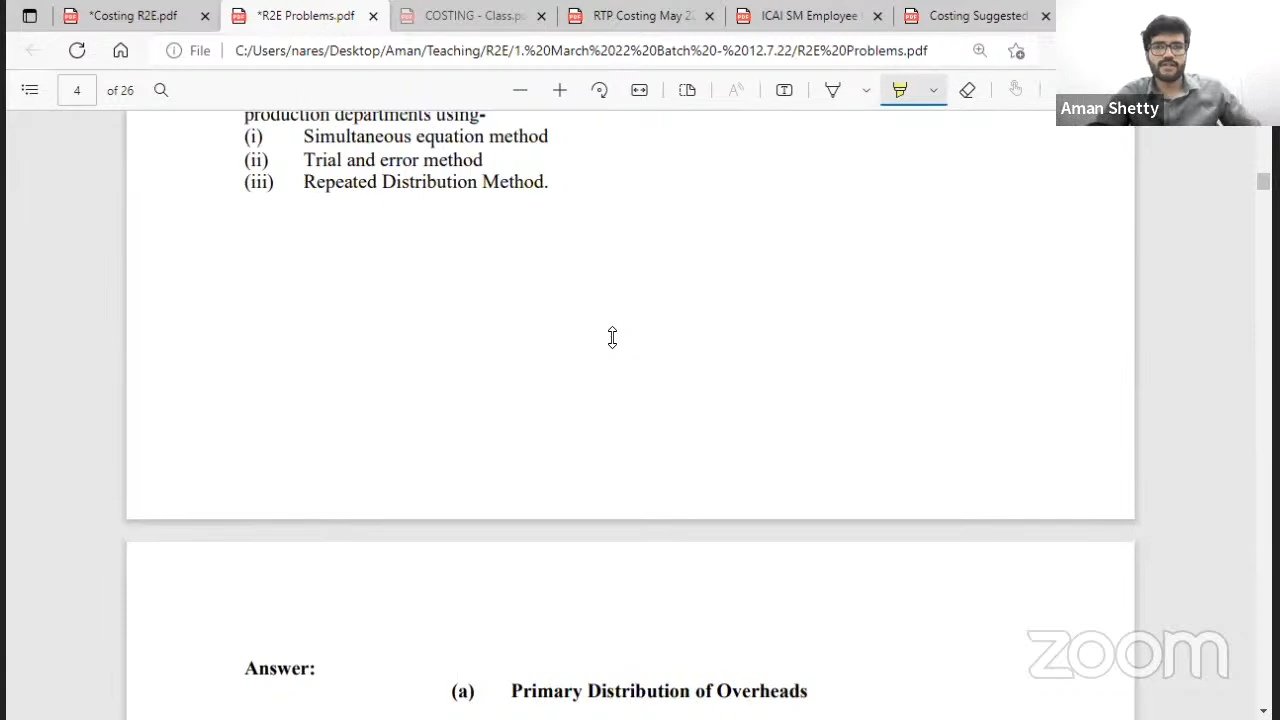 *Costing R2E.pdf
*R2E Problems.pdf
COSTING - Class.p
RTP Costing May 2
ICAI SM Employee
Costing Suggested
File C:/Users/nares/Desktop/Aman/Teaching/R2E/1.%20March%2022%20Batch%20-%2012.7.22/R2E%20Problems.pdf
4 of 26
Aman Shetty
production departments using-
(i) Simultaneous equation method
(ii) Trial and error method
(iii) Repeated Distribution Method.
Answer:
(a) Primary Distribution of Overheads
zoom